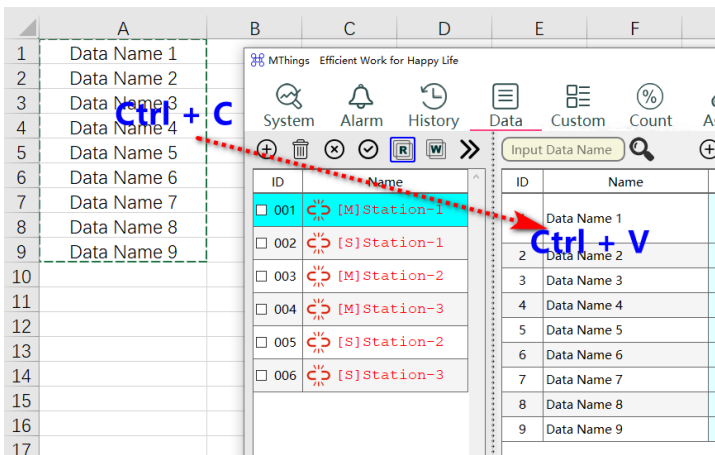 A B C D E F
1 Data Name 1
2 Data Name 2
3 Data Name 3
4 Data Name 4
5 Data Name 5
6 Data Name 6
7 Data Name 7
8 Data Name 8
9 Data Name 9
10
11
12
13
14
15
16
17
Ctrl + C
MThings Efficient Work for Happy Life
System Alarm History Data Custom Count
R W Input Data Name
ID Name
001 [M]Station-1
002 [S]Station-1
003 [M]Station-2
004 [M]Station-3
005 [S]Station-2
006 [S]Station-3
ID Name
Data Name 1
Ctrl + V
2 Data Name 2
3 Data Name 3
4 Data Name 4
5 Data Name 5
6 Data Name 6
7 Data Name 7
8 Data Name 8
9 Data Name 9